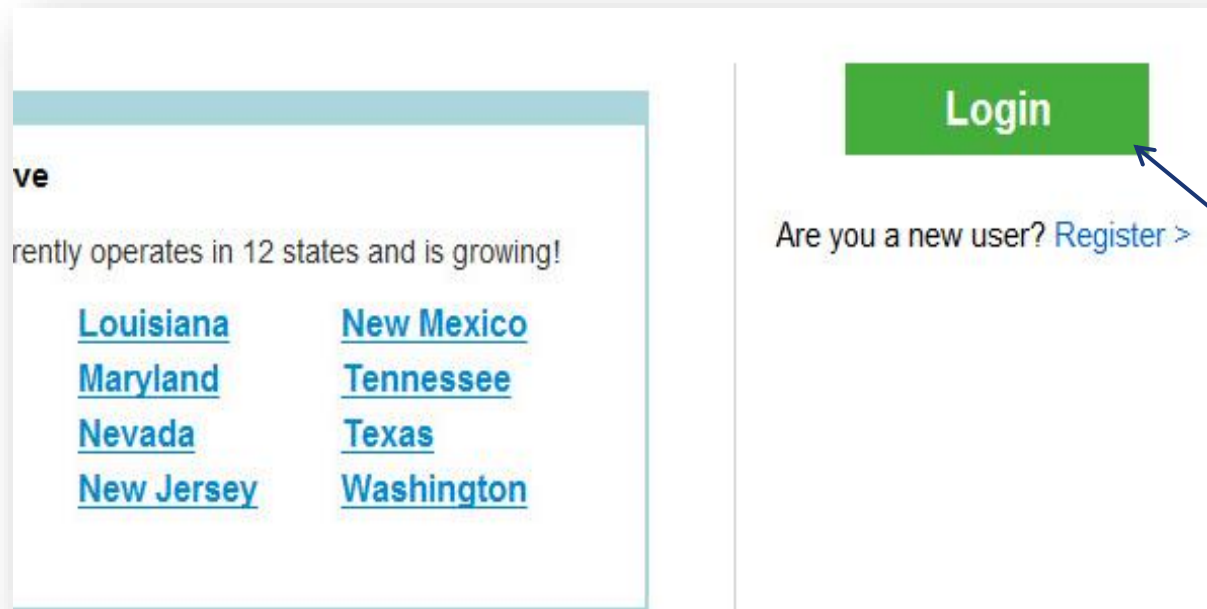 Login
ve
rently operates in 12 states and is growing!
Are you a new user? Register >
Louisiana New Mexico
Maryland Tennessee
Nevada Texas
New Jersey Washington